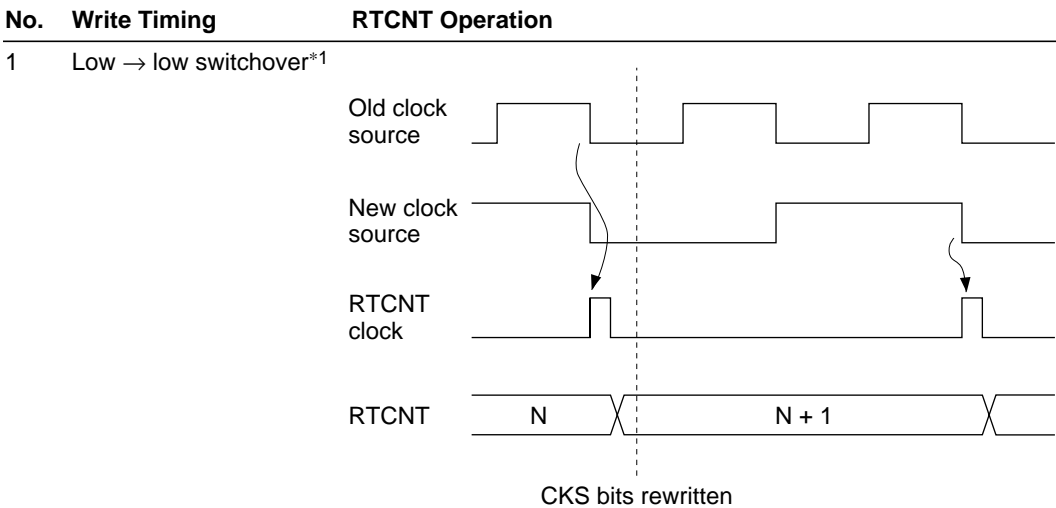 No. Write Timing RTCNT Operation
1 Low → low switchover*1
Old clock
source
New clock
source
RTCNT
clock
RTCNT N N + 1
CKS bits rewritten